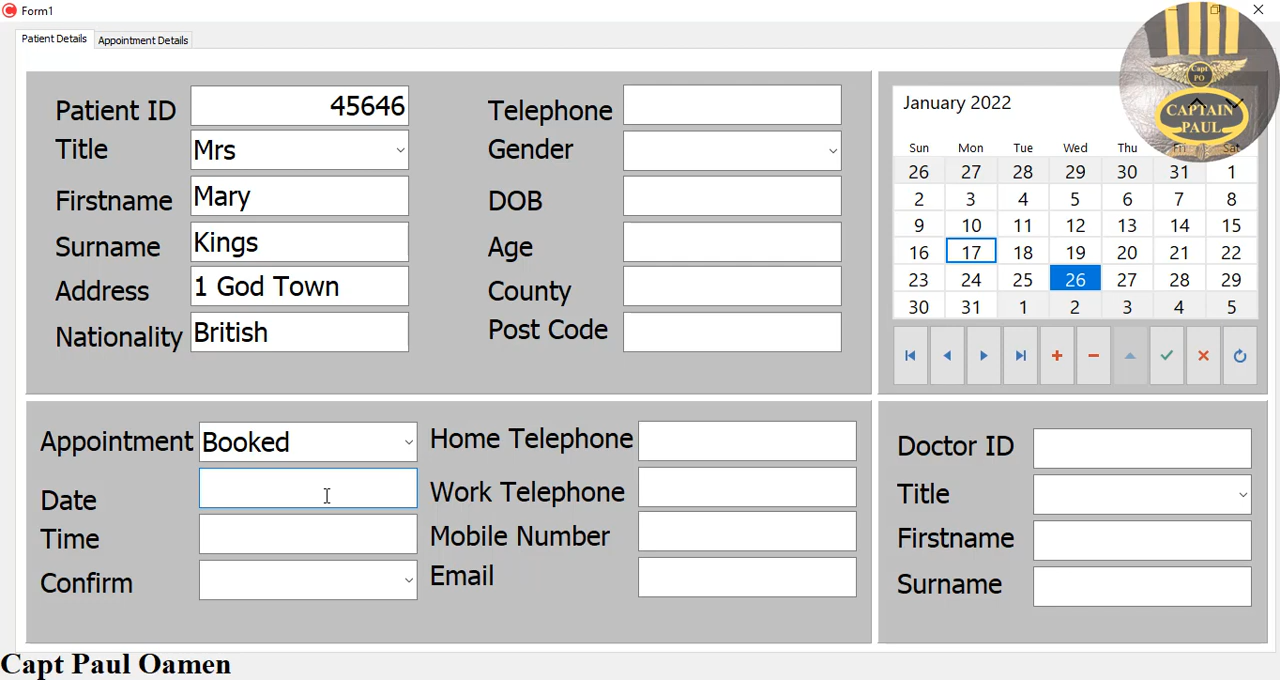 Form1
Patient Details Appointment Details
Patient ID 45646
Title Mrs
Firstname Mary
Surname Kings
Address 1 God Town
Nationality British
Telephone
Gender
DOB
Age
County
Post Code
January 2022
Sun Mon Tue Wed Thu Fri Sat
26 27 28 29 30 31 1
2 3 4 5 6 7 8
9 10 11 12 13 14 15
16 17 18 19 20 21 22
23 24 25 26 27 28 29
30 31 1 2 3 4 5
Capt
PO
CAPTAIN
PAUL
Appointment Booked
Date
Time
Confirm
Home Telephone
Work Telephone
Mobile Number
Email
Doctor ID
Title
Firstname
Surname
Capt Paul Oamen